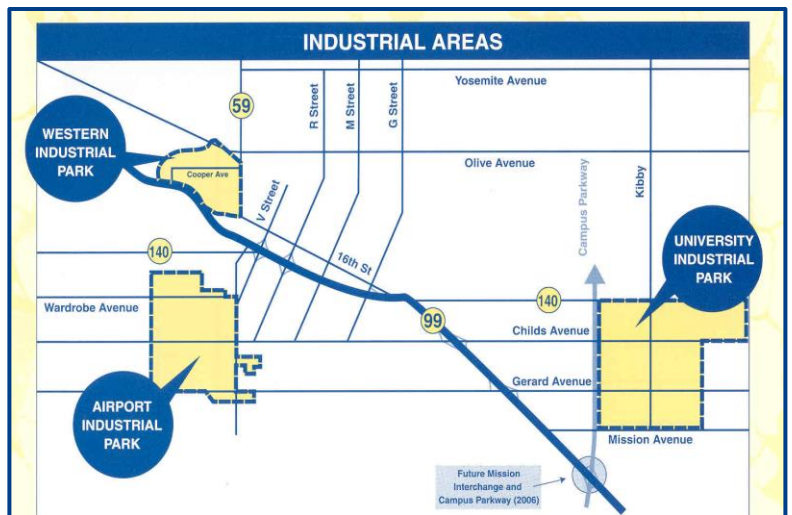 INDUSTRIAL AREAS
Yosemite Avenue
59
R Street
M Street
G Street
WESTERN
INDUSTRIAL
PARK
Cooper Ave
Olive Avenue
Campus Parkway
Kibby
V Street
UNIVERSITY
INDUSTRIAL
PARK
140
16th St
140
Wardrobe Avenue
99
Childs Avenue
Gerard Avenue
AIRPORT
INDUSTRIAL
PARK
Mission Avenue
Future Mission
Interchange and
Campus Parkway (2006)